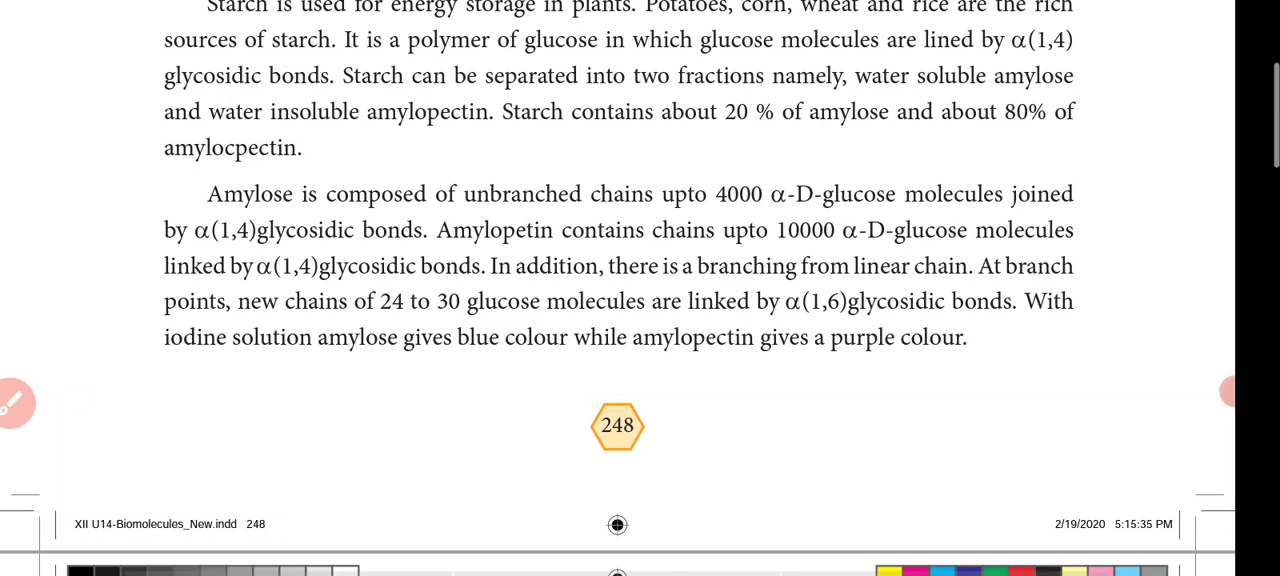 Starch is used for energy storage in plants. Potatoes, corn, wheat and rice are the rich
sources of starch. It is a polymer of glucose in which glucose molecules are lined by α(1,4)
glycosidic bonds. Starch can be separated into two fractions namely, water soluble amylose
and water insoluble amylopectin. Starch contains about 20 % of amylose and about 80% of
amylocpectin.
Amylose is composed of unbranched chains upto 4000 α-D-glucose molecules joined
by α(1,4)glycosidic bonds. Amylopetin contains chains upto 10000 α-D-glucose molecules
linked by α(1,4)glycosidic bonds. In addition, there is a branching from linear chain. At branch
points, new chains of 24 to 30 glucose molecules are linked by α(1,6)glycosidic bonds. With
iodine solution amylose gives blue colour while amylopectin gives a purple colour.
248
XII U14-Biomolecules_New.indd 248
2/19/2020 5:15:35 PM